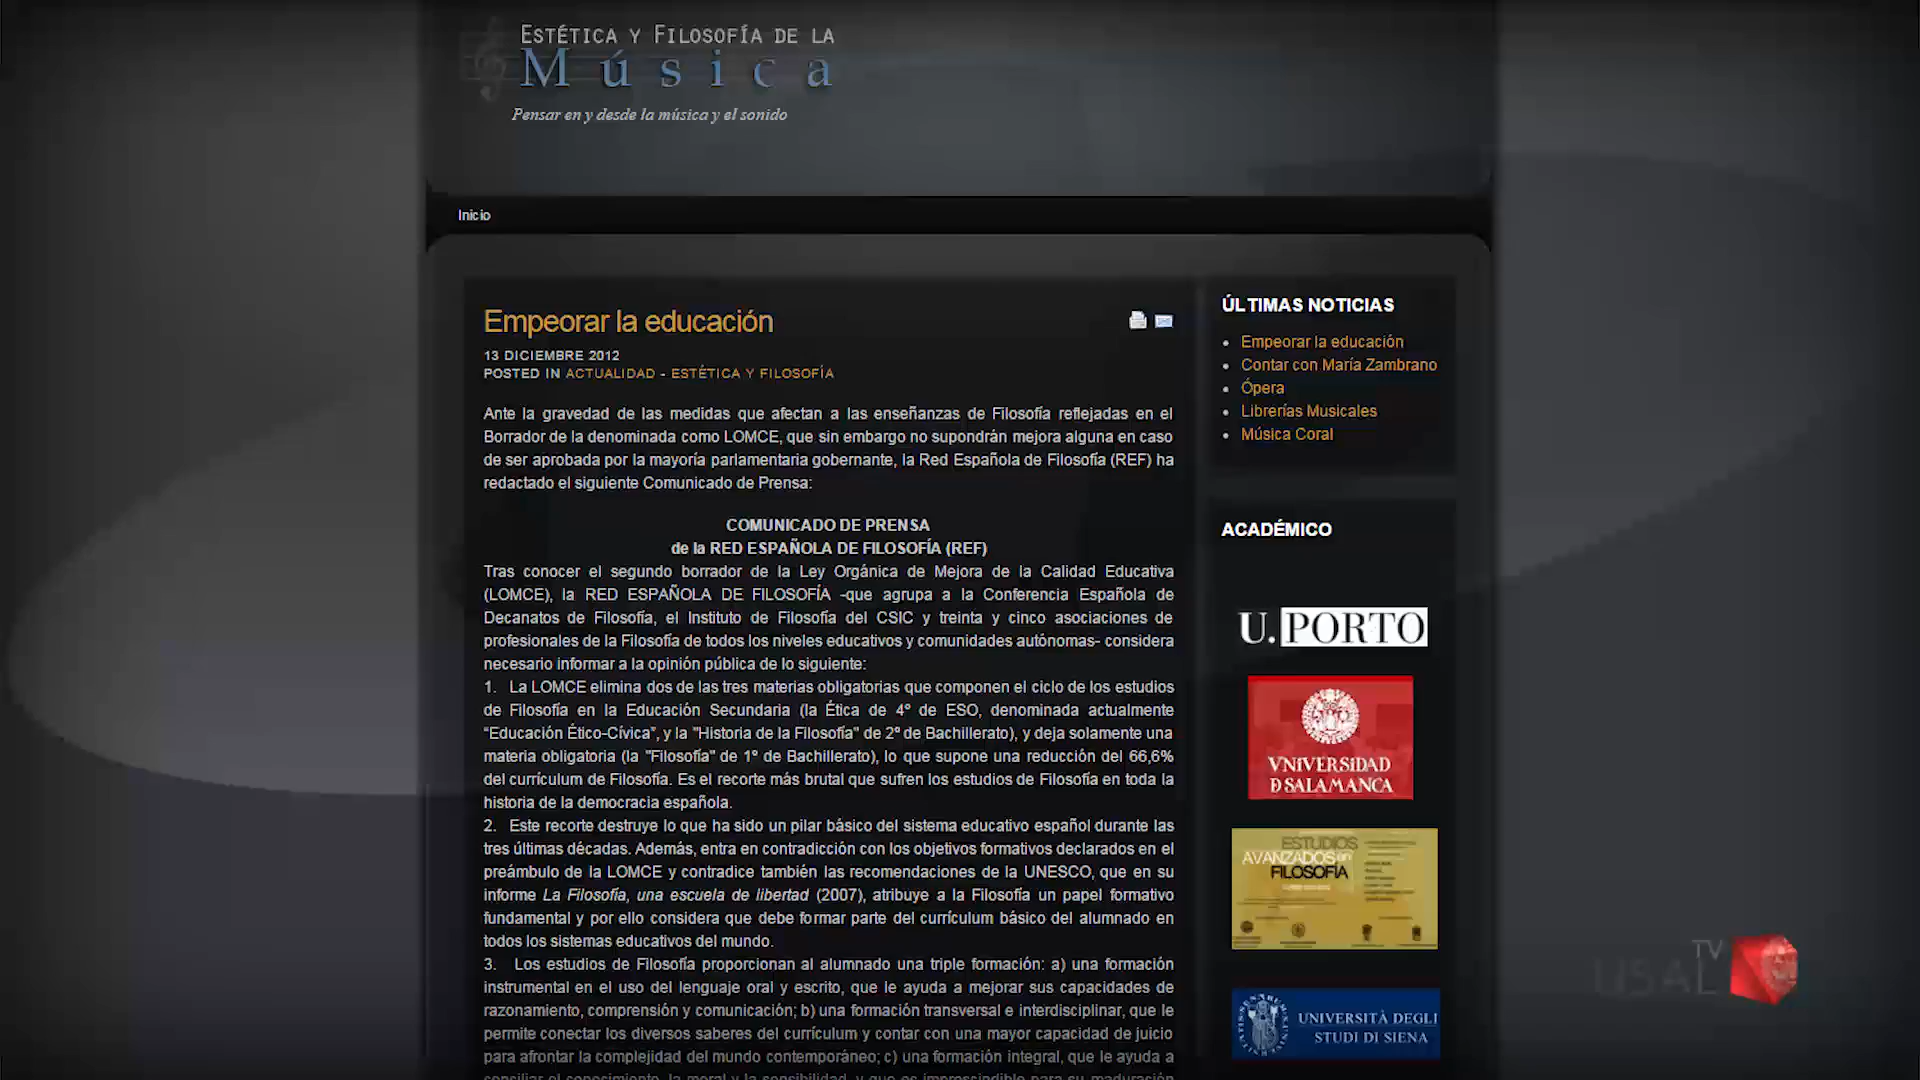 ESTÉTICA Y FILOSOFÍA DE LA
Música
Pensar en y desde la música y el sonido
Inicio
Empeorar la educación
13 DICIEMBRE 2012
POSTED IN ACTUALIDAD - ESTÉTICA Y FILOSOFÍA
Ante la gravedad de las medidas que afectan a las enseñanzas de Filosofía reflejadas en el
Borrador de la denominada como LOMCE, que sin embargo no supondrán mejora alguna en caso
de ser aprobada por la mayoría parlamentaria gobernante, la Red Española de Filosofía (REF) ha
redactado el siguiente Comunicado de Prensa:
COMUNICADO DE PRENSA
de la RED ESPAÑOLA DE FILOSOFÍA (REF)
Tras conocer el segundo borrador de la Ley Orgánica de Mejora de la Calidad Educativa
(LOMCE), la RED ESPAÑOLA DE FILOSOFÍA -que agrupa a la Conferencia Española de
Decanatos de Filosofía, el Instituto de Filosofía del CSIC y treinta y cinco asociaciones de
profesionales de la Filosofía de todos los niveles educativos y comunidades autónomas- considera
necesario informar a la opinión pública de lo siguiente:
1. La LOMCE elimina dos de las tres materias obligatorias que componen el ciclo de los estudios
de Filosofía en la Educación Secundaria (la Ética de 4º de ESO, denominada actualmente
“Educación Ético-Cívica”, y la "Historia de la Filosofía" de 2º de Bachillerato), y deja solamente una
materia obligatoria (la "Filosofía" de 1º de Bachillerato), lo que supone una reducción del 66,6%
del currículum de Filosofía. Es el recorte más brutal que sufren los estudios de Filosofía en toda la
historia de la democracia española.
2. Este recorte destruye lo que ha sido un pilar básico del sistema educativo español durante las
tres últimas décadas. Además, entra en contradicción con los objetivos formativos declarados en el
preámbulo de la LOMCE y contradice también las recomendaciones de la UNESCO, que en su
informe La Filosofía, una escuela de libertad (2007), atribuye a la Filosofía un papel formativo
fundamental y por ello considera que debe formar parte del currículum básico del alumnado en
todos los sistemas educativos del mundo.
3. Los estudios de Filosofía proporcionan al alumnado una triple formación: a) una formación
instrumental en el uso del lenguaje oral y escrito, que le ayuda a mejorar sus capacidades de
razonamiento, comprensión y comunicación; b) una formación transversal e interdisciplinar, que le
permite conectar los diversos saberes del currículum y contar con una mayor capacidad de juicio
para afrontar la complejidad del mundo contemporáneo; c) una formación integral, que le ayuda a
conciliar el conocimiento, la moral y la sensibilidad, y que es imprescindible para su maduración
ÚLTIMAS NOTICIAS
Empeorar la educación
Contar con María Zambrano
Ópera
Librerías Musicales
Música Coral
ACADÉMICO
U.PORTO
VNIVERSIDAD
D SALAMANCA
ESTUDIOS
AVANZADOS en
FILOSOFÍA
UNIVERSITÀ DEGLI
STUDI DI SIENA
TV
USAL